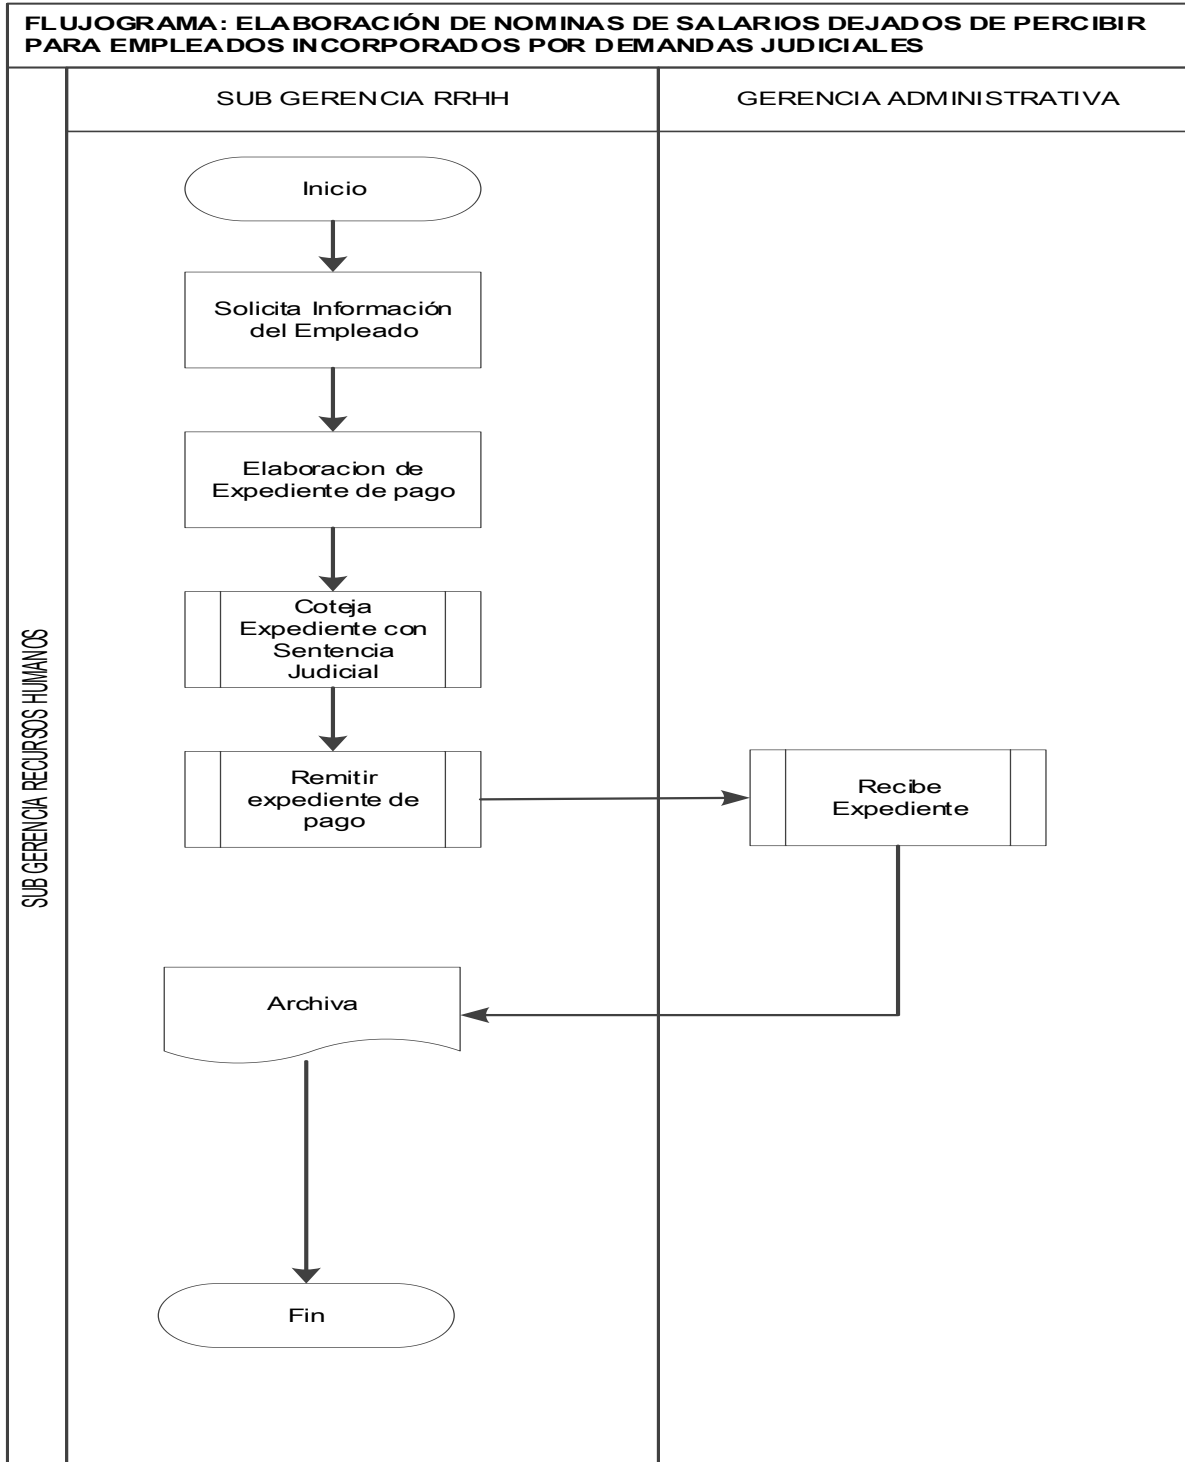 FLUJOGRAMA: ELABORACIÓN DE NOMINAS DE SALARIOS DEJADOS DE PERCIBIR
PARA EMPLEADOS INCORPORADOS POR DEMANDAS JUDICIALES
SUB GERENCIA RRHH
GERENCIA ADMINISTRATIVA
SUB GERENCIA RECURSOS HUMANOS
Inicio
Solicita Información
del Empleado
Elaboracion de
Expediente de pago
Coteja
Expediente con
Sentencia
Judicial
Remitir
expediente de
pago
Recibe
Expediente
Archiva
Fin